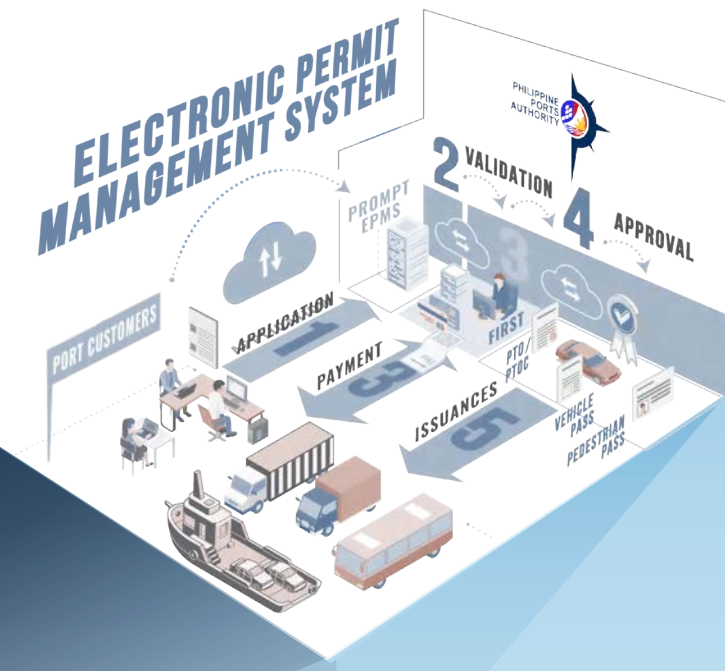 ELECTRONIC PERMIT
MANAGEMENT SYSTEM
PHILIPPINE
PORTS
AUTHORITY
2 VALIDATION
4 APPROVAL
PROMPT
EPMS
3
PORT CUSTOMERS
APPLICATION
1
FIRST
PAYMENT
3
PTO/
PTOC
ISSUANCES
5
VEHICLE
PASS
PEDESTRIAN
PASS